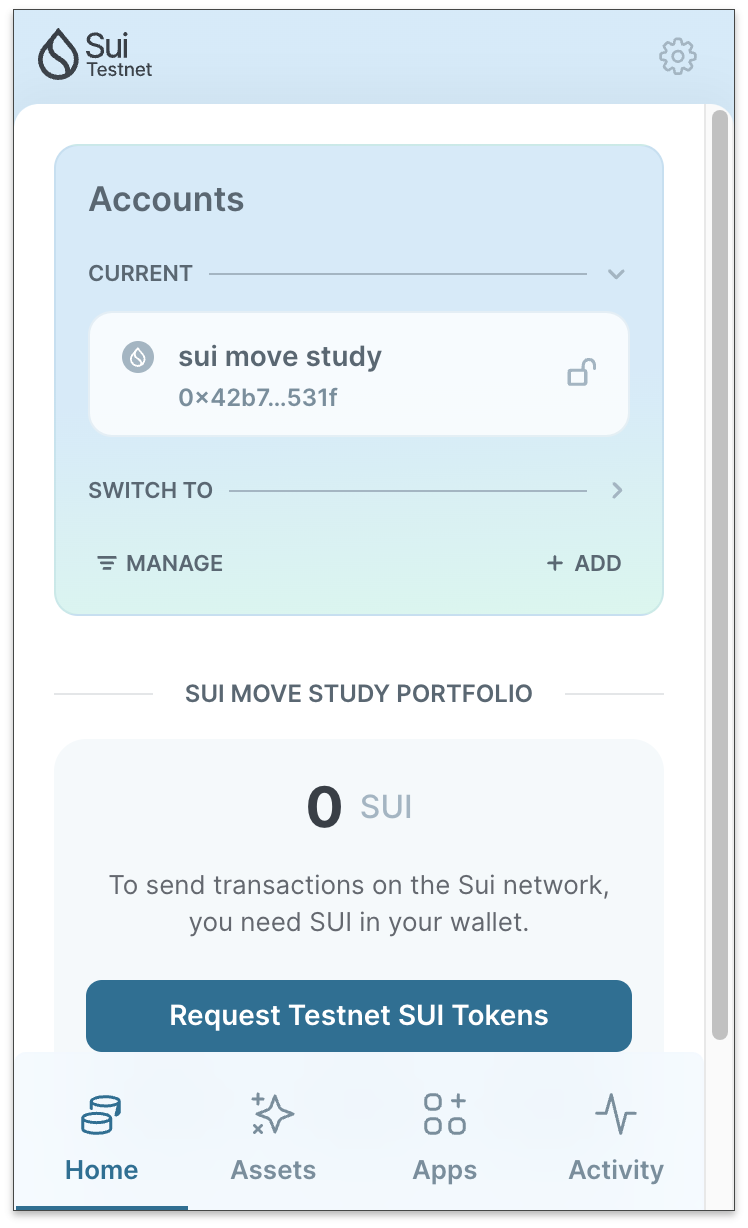 Sui
Testnet
Accounts
CURRENT
sui move study
0×42b7…531f
SWITCH TO
MANAGE
+ ADD
SUI MOVE STUDY PORTFOLIO
0 SUI
To send transactions on the Sui network,
you need SUI in your wallet.
Request Testnet SUI Tokens
Home
Assets
Apps
Activity